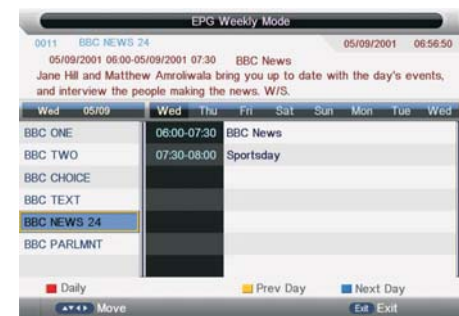 EPG Weekly Mode
0011 BBC NEWS 24 05/09/2001 06:56:50
05/09/2001 06:00-05/09/2001 07:30 BBC News
Jane Hill and Matthew Amroliwala bring you up to date with the day's events,
and interview the people making the news. W/S.
Wed 05/09 Wed Thu Fri Sat Sun Mon Tue Wed
BBC ONE 06:00-07:30 BBC News
BBC TWO 07:30-08:00 Sportsday
BBC CHOICE
BBC TEXT
BBC NEWS 24
BBC PARLMNT
Daily Prev Day Next Day
Move Exit Exit